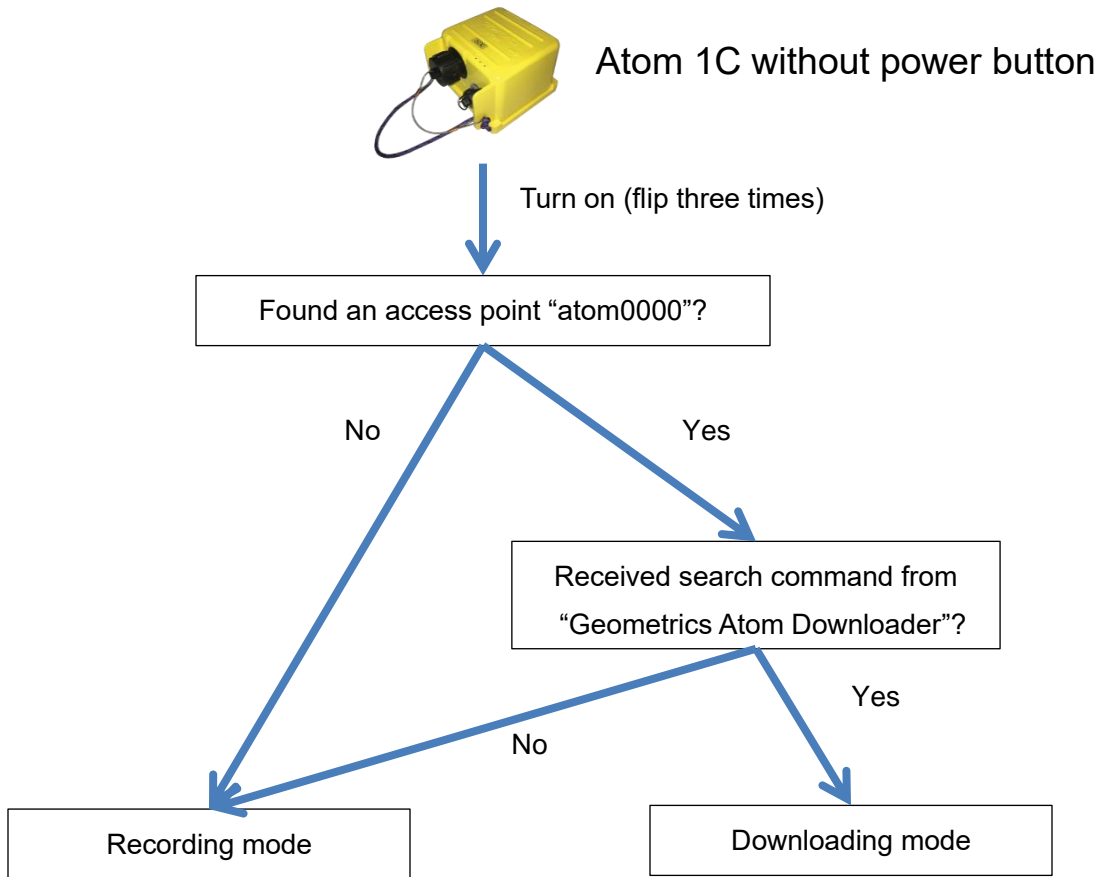 Atom 1C without power button
Turn on (flip three times)
Found an access point “atom0000”?
No
Yes
Received search command from
“Geometrics Atom Downloader”?
Yes
No
Recording mode
Downloading mode